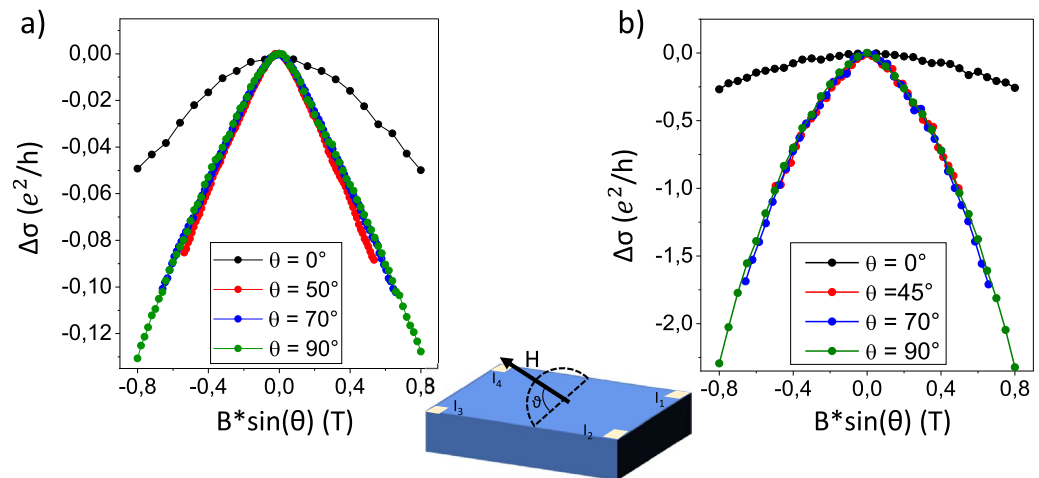 a)
Δσ (e²/h)
0,00
-0,02
-0,04
-0,06
-0,08
-0,10
-0,12
θ = 0°
θ = 50°
θ = 70°
θ = 90°
-0,8 -0,4 0,0 0,4 0,8
B*sin(θ) (T)
H
ϑ
I₄
I₃
I₁
I₂
b)
Δσ (e²/h)
0,0
-0,5
-1,0
-1,5
-2,0
θ = 0°
θ =45°
θ = 70°
θ = 90°
-0,8 -0,4 0,0 0,4 0,8
B*sin(θ) (T)